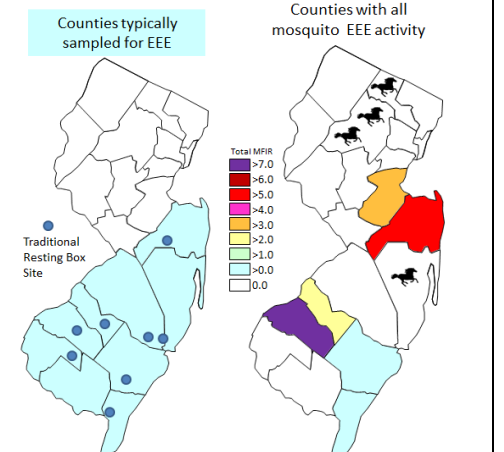 Counties typically
sampled for EEE
Counties with all
mosquito EEE activity
Traditional
Resting Box
Site
Total MFIR
>7.0
>6.0
>5.0
>4.0
>3.0
>2.0
>1.0
>0.0
0.0